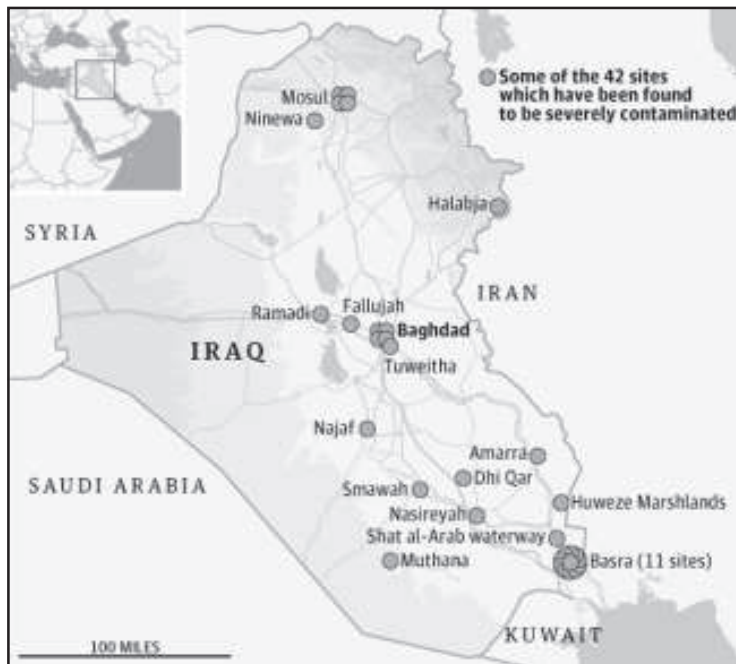 Some of the 42 sites
which have been found
to be severely contaminated
Mosul
Ninewa
Halabja
SYRIA
IRAN
Ramadi
Fallujah
Baghdad
IRAQ
Tuweitha
Najaf
Amarra
SAUDI ARABIA
Smawah
Dhi Qar
Huweze Marshlands
Nasireyah
Shat al-Arab waterway
Muthana
Basra (11 sites)
KUWAIT
100 MILES